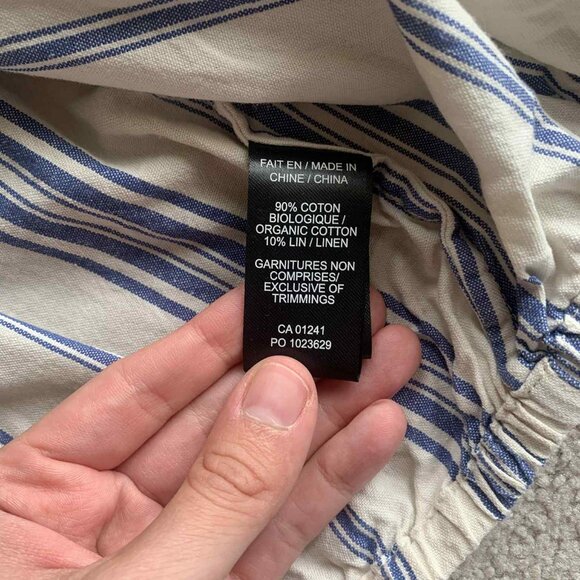 FAIT EN / MADE IN
CHINE / CHINA
90% COTON
BIOLOGIQUE /
ORGANIC COTTON
10% LIN / LINEN
GARNITURES NON
COMPRISES/
EXCLUSIVE OF
TRIMMINGS
CA 01241
PO 1023629